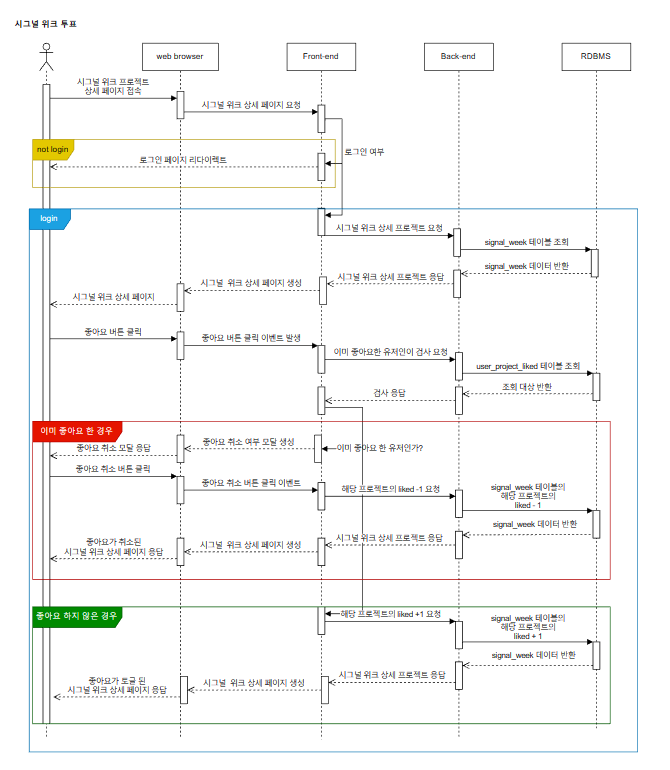 시그널 위크 투표
web browser
Front-end
Back-end
RDBMS
시그널 위크 프로젝트
상세 페이지 접속
시그널 위크 상세 페이지 요청
not login
로그인 여부
로그인 페이지 리다이렉트
login
시그널 위크 상세 프로젝트 요청
signal_week 테이블 조회
signal_week 데이터 반환
시그널 위크 상세 프로젝트 응답
시그널 위크 상세 페이지 생성
시그널 위크 상세 페이지
좋아요 버튼 클릭
좋아요 버튼 클릭 이벤트 발생
이미 좋아요한 유저인이 검사 요청
user_project_liked 테이블 조회
조회 대상 반환
검사 응답
이미 좋아요 한 경우
좋아요 취소 모달 응답
좋아요 취소 여부 모달 생성
이미 좋아요 한 유저인가?
좋아요 취소 버튼 클릭
좋아요 취소 버튼 클릭 이벤트
해당 프로젝트의 liked -1 요청
signal_week 테이블의
해당 프로젝트의
liked - 1
signal_week 데이터 반환
시그널 위크 상세 프로젝트 응답
시그널 위크 상세 페이지 생성
좋아요가 취소된
시그널 위크 상세 페이지 응답
좋아요 하지 않은 경우
해당 프로젝트의 liked +1 요청
signal_week 테이블의
해당 프로젝트의
liked + 1
signal_week 데이터 반환
시그널 위크 상세 프로젝트 응답
시그널 위크 상세 페이지 생성
좋아요가 토글 된
시그널 위크 상세 페이지 응답